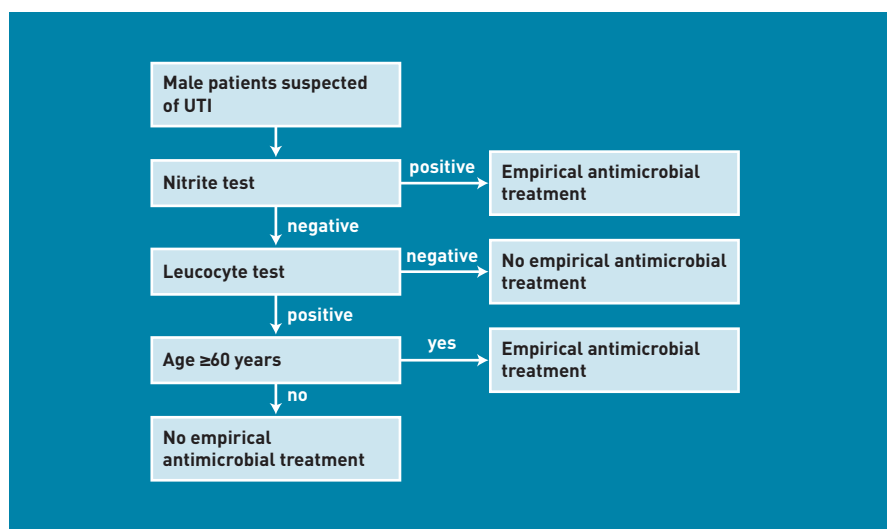 Male patients suspected
of UTI
Nitrite test
positive
Empirical antimicrobial
treatment
negative
Leucocyte test
negative
No empirical antimicrobial
treatment
positive
Age ≥60 years
yes
Empirical antimicrobial
treatment
no
No empirical
antimicrobial treatment